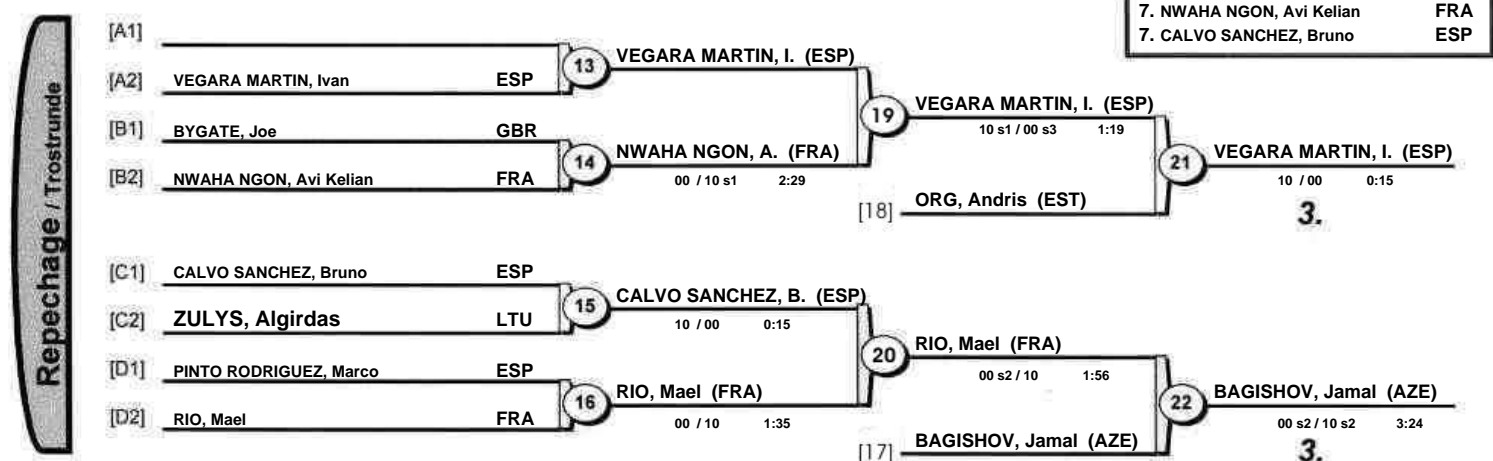 7. NWAHA NGON, Avi Kelian FRA
7. CALVO SANCHEZ, Bruno ESP
Repechage / Trostrunde
[A1]
[A2] VEGARA MARTIN, Ivan ESP
13 VEGARA MARTIN, I. (ESP)
[B1] BYGATE, Joe GBR
[B2] NWAHA NGON, Avi Kelian FRA
14 NWAHA NGON, A. (FRA)
00 / 10 s1 2:29
19 VEGARA MARTIN, I. (ESP)
10 s1 / 00 s3 1:19
[18] ORG, Andris (EST)
21 VEGARA MARTIN, I. (ESP)
10 / 00 0:15
3.
[C1] CALVO SANCHEZ, Bruno ESP
[C2] ZULYS, Algirdas LTU
15 CALVO SANCHEZ, B. (ESP)
10 / 00 0:15
[D1] PINTO RODRIGUEZ, Marco ESP
[D2] RIO, Mael FRA
16 RIO, Mael (FRA)
00 / 10 1:35
20 RIO, Mael (FRA)
00 s2 / 10 1:56
[17] BAGISHOV, Jamal (AZE)
22 BAGISHOV, Jamal (AZE)
00 s2 / 10 s2 3:24
3.